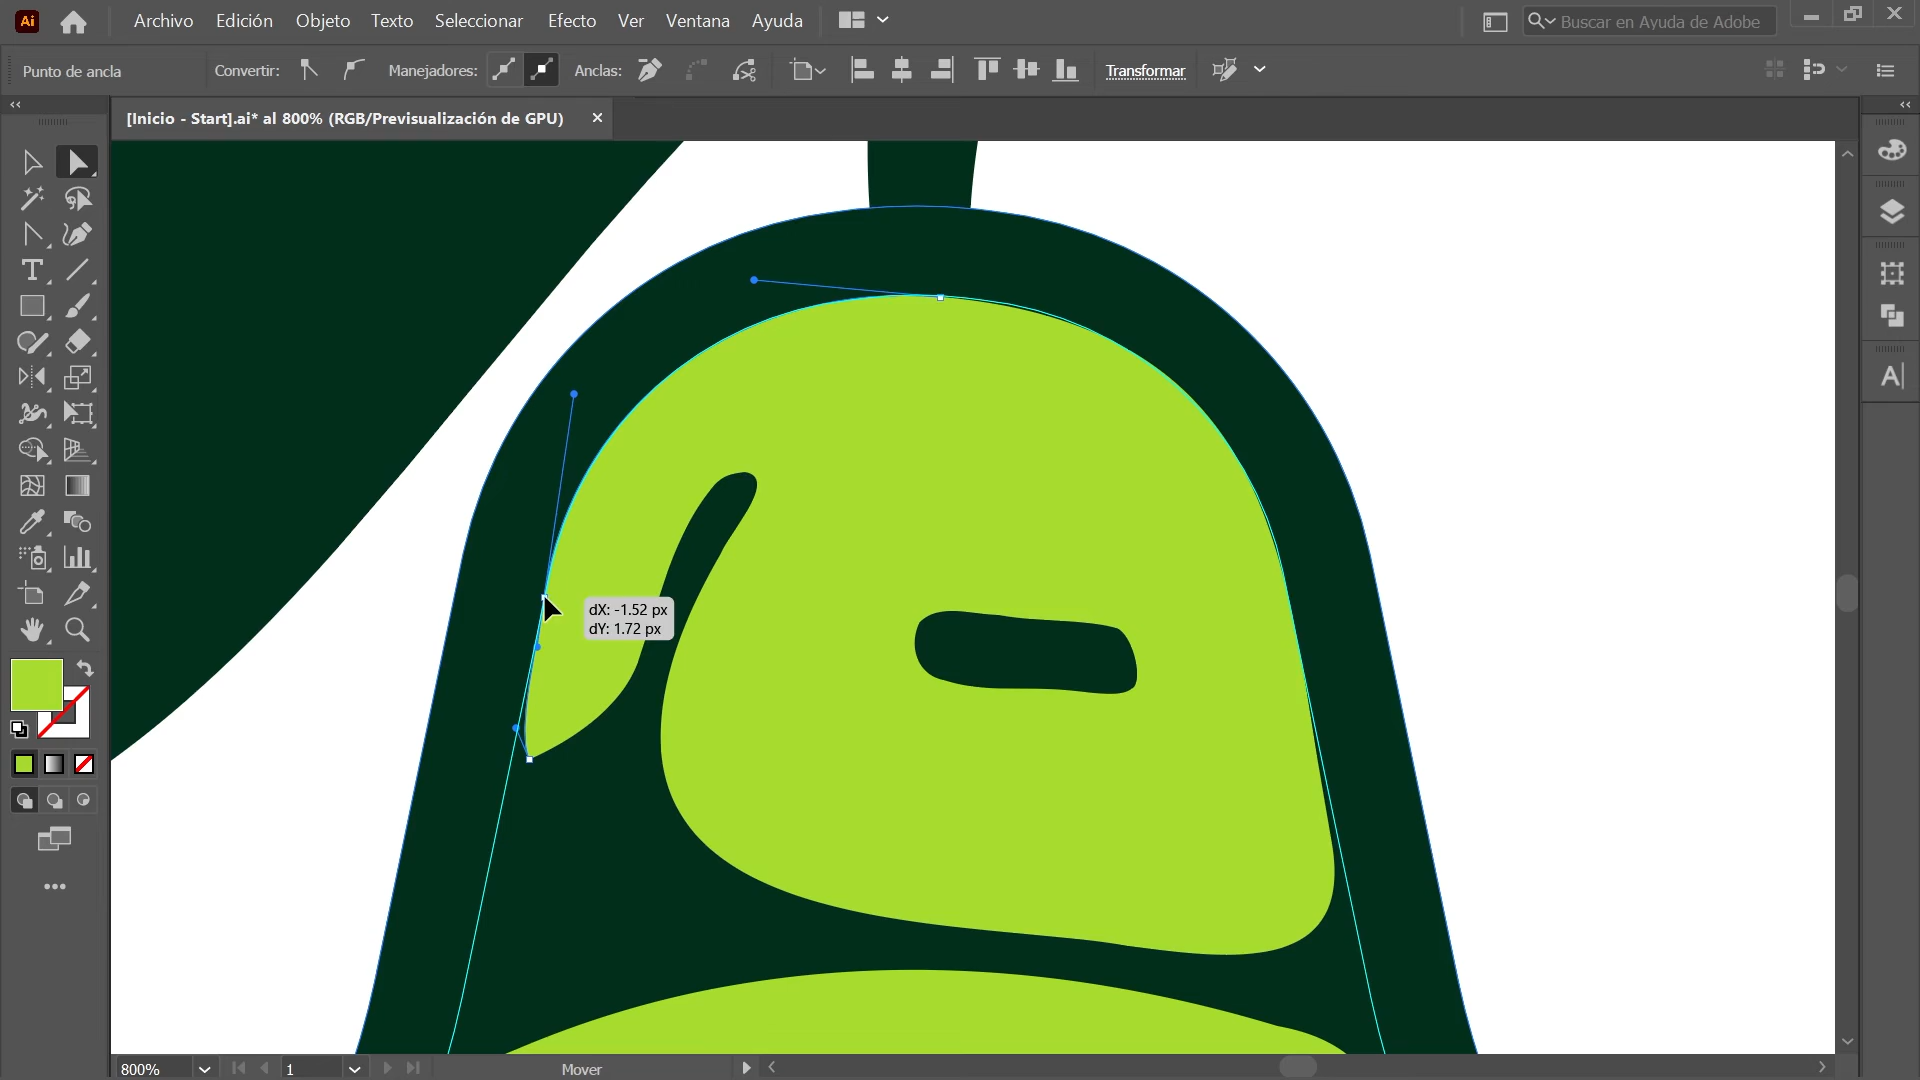 Ai
Archivo Edición Objeto Texto Seleccionar Efecto Ver Ventana Ayuda
Buscar en Ayuda de Adobe
Punto de ancla
Convertir:
Manejadores:
Anclas:
Transformar
[Inicio - Start].ai* al 800% (RGB/Previsualización de GPU)
dX: -1.52 px
dY: 1.72 px
800%
1
Mover